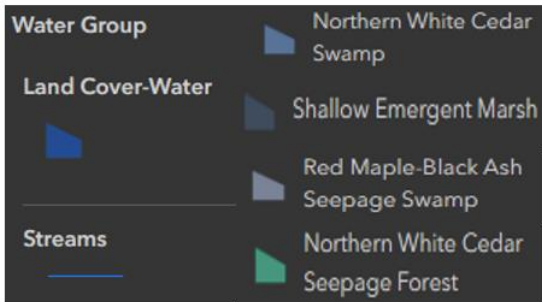 Water Group
Land Cover-Water
Streams
Northern White Cedar
Swamp
Shallow Emergent Marsh
Red Maple-Black Ash
Seepage Swamp
Northern White Cedar
Seepage Forest